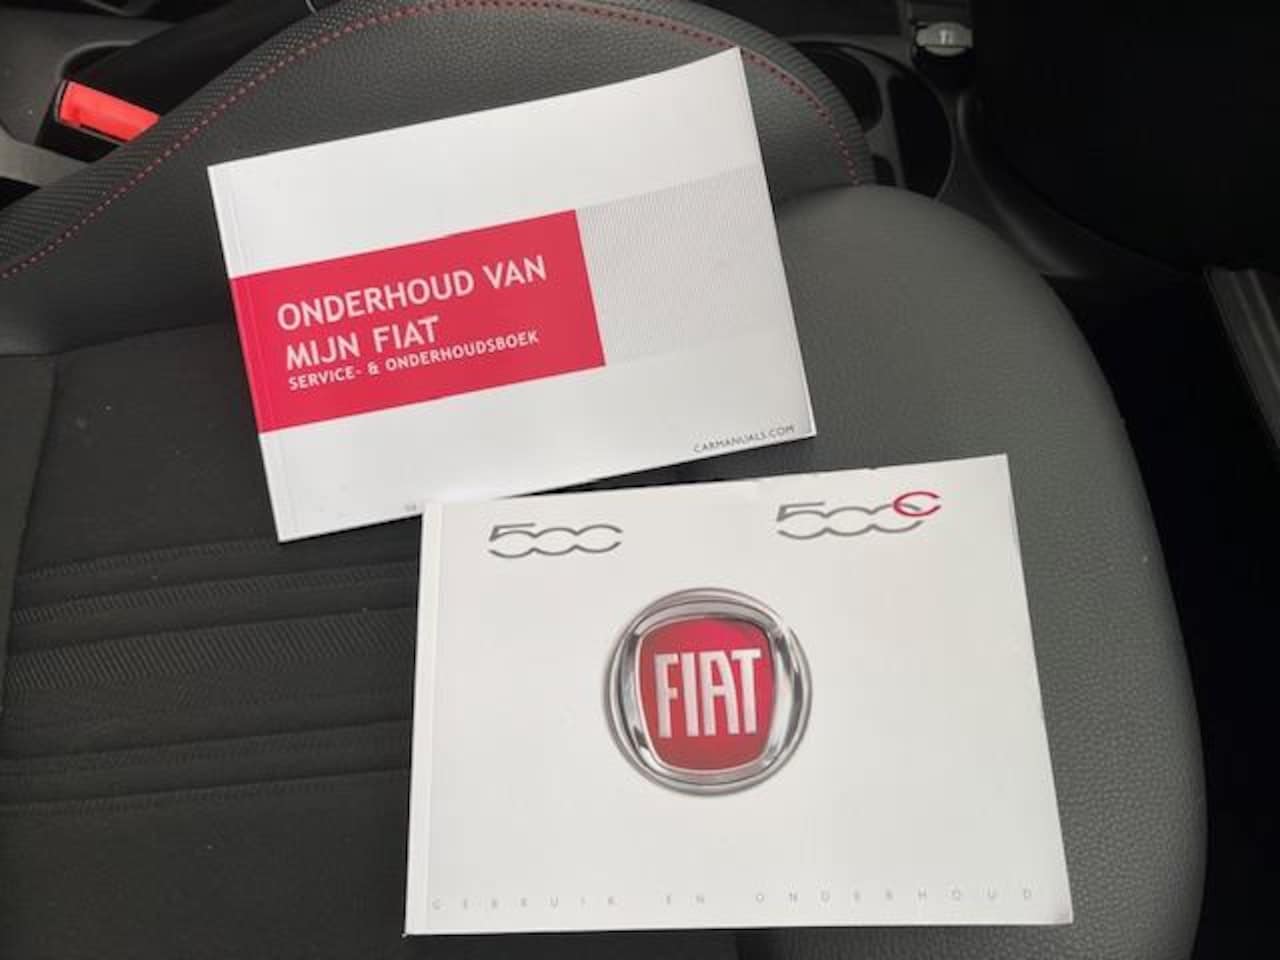 ONDERHOUD VAN
MIJN FIAT
SERVICE- & ONDERHOUDSBOEK
CARMANUALS.COM
500 500C
FIAT
GEBRUIK EN ONDERHOUD